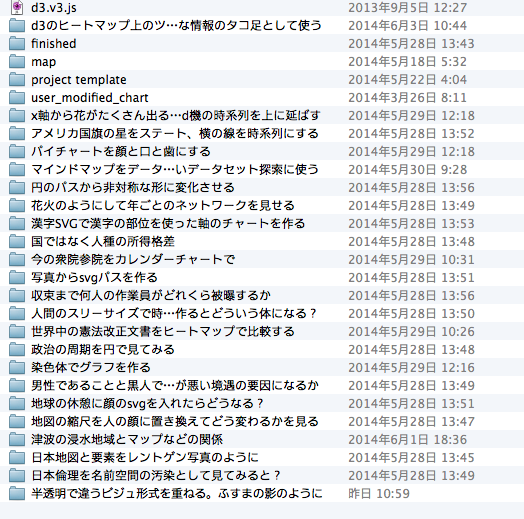 d3.v3.js 2013年9月5日 12:27
d3のヒートマップ上のツ…な情報のタコ足として使う 2014年6月3日 10:44
finished 2014年5月28日 13:43
map 2014年5月18日 5:32
project template 2014年5月22日 4:04
user_modified_chart 2014年3月26日 8:11
x軸から花がたくさん出る…d機の時系列を上に延ばす 2014年5月29日 12:18
アメリカ国旗の星をステート、横の線を時系列にする 2014年5月28日 13:52
パイチャートを顔と口と歯にする 2014年5月29日 12:18
マインドマップをデータ…いデータセット探索に使う 2014年5月30日 9:28
円のパスから非対称な形に変化させる 2014年5月28日 13:56
花火のようにして年ごとのネットワークを見せる 2014年5月28日 13:49
漢字SVGで漢字の部位を使った軸のチャートを作る 2014年5月28日 13:53
国ではなく人種の所得格差 2014年5月28日 13:48
今の衆院参院をカレンダーチャートで 2014年5月29日 10:31
写真からsvgパスを作る 2014年5月28日 13:51
収束まで何人の作業員がどれくら被曝するか 2014年5月28日 13:56
人間のスリーサイズで時…作るとどういう体になる？ 2014年5月28日 13:50
世界中の憲法改正文書をヒートマップで比較する 2014年5月29日 10:26
政治の周期を円で見てみる 2014年5月28日 13:48
染色体でグラフを作る 2014年5月29日 12:16
男性であることと黒人で…が悪い境遇の要因になるか 2014年5月28日 13:49
地球の休憩に顔のsvgを入れたらどうなる？ 2014年5月28日 13:51
地図の縮尺を人の顔に置き換えてどう変わるかを見る 2014年5月28日 13:47
津波の浸水地域とマップなどの関係 2014年6月1日 18:36
日本地図と要素をレントゲン写真のように 2014年5月28日 13:45
日本倫理を名前空間の汚染として見てみると？ 2014年5月28日 13:49
半透明で違うビジュ形式を重ねる。ふすまの影のように 昨日 10:59